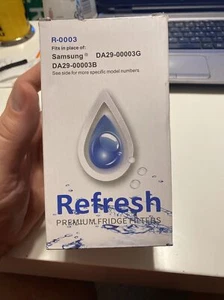 R-0003
Fits in place of:
Samsung® DA29-00003G
DA29-00003B
See side for more specific model numbers.
Refresh
PREMIUM FRIDGE FILTERS